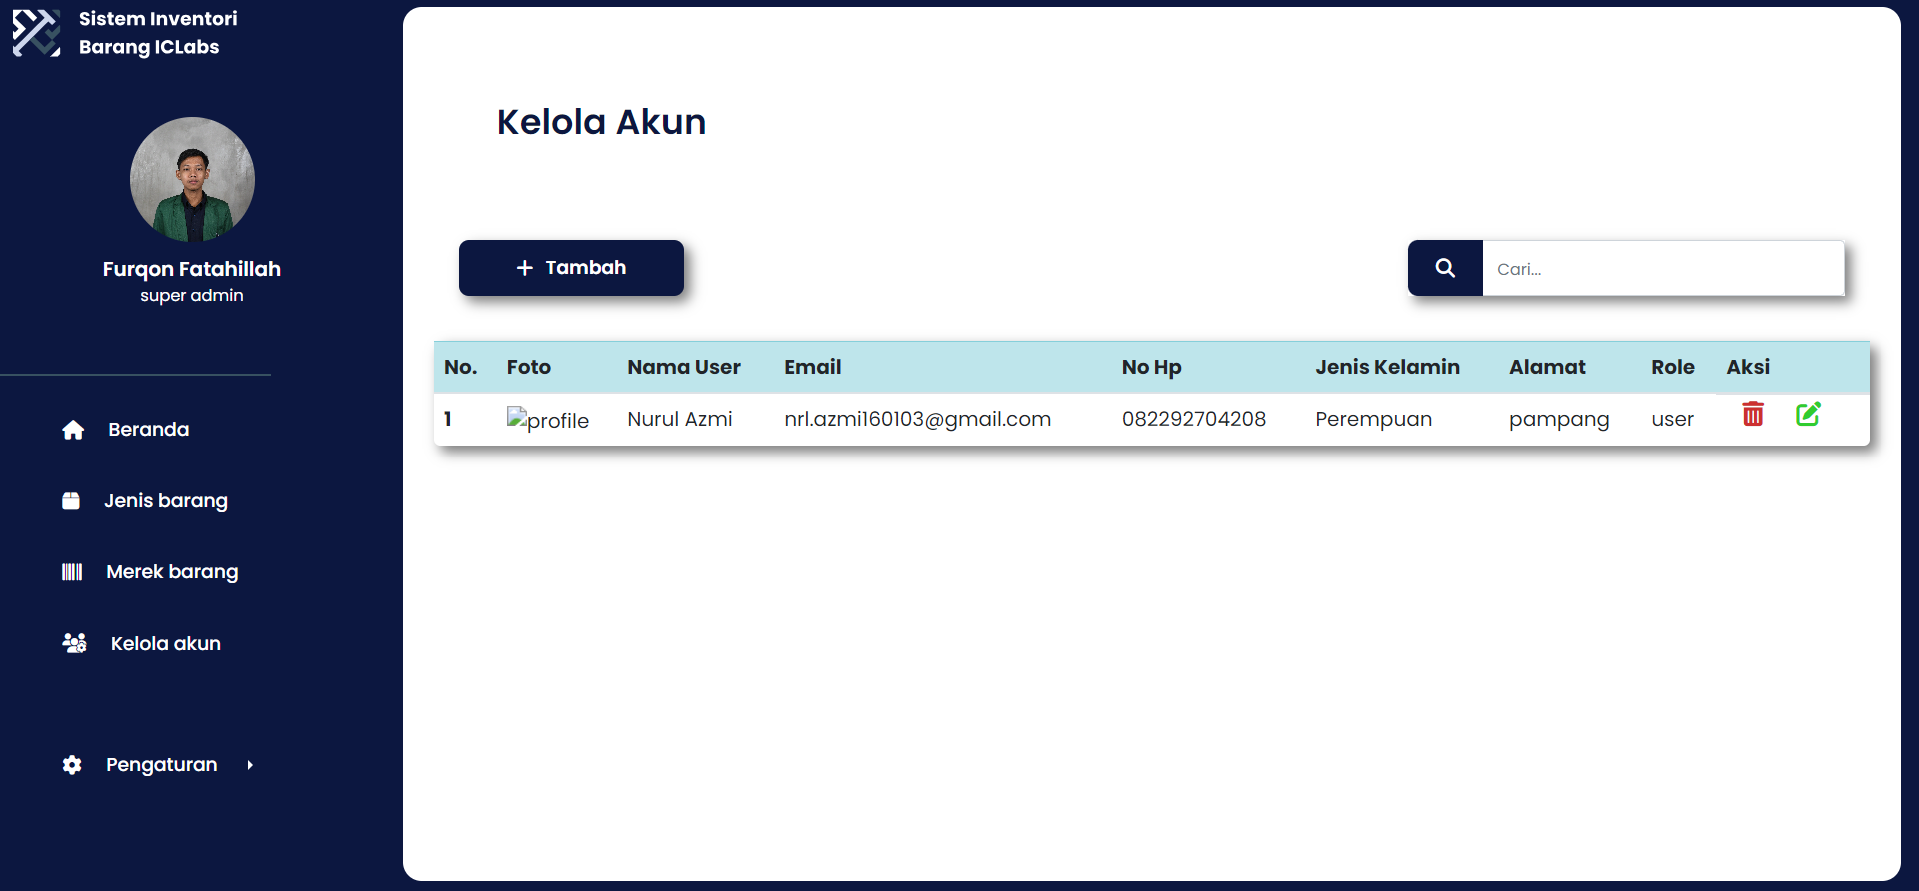 Sistem Inventori
Barang ICLabs
Furqon Fatahillah
super admin
Beranda
Jenis barang
Merek barang
Kelola akun
Pengaturan
Kelola Akun
Tambah
Cari...
No. Foto Nama User Email No Hp Jenis Kelamin Alamat Role Aksi
1 profile Nurul Azmi nrl.azmi160103@gmail.com 082292704208 Perempuan pampang user